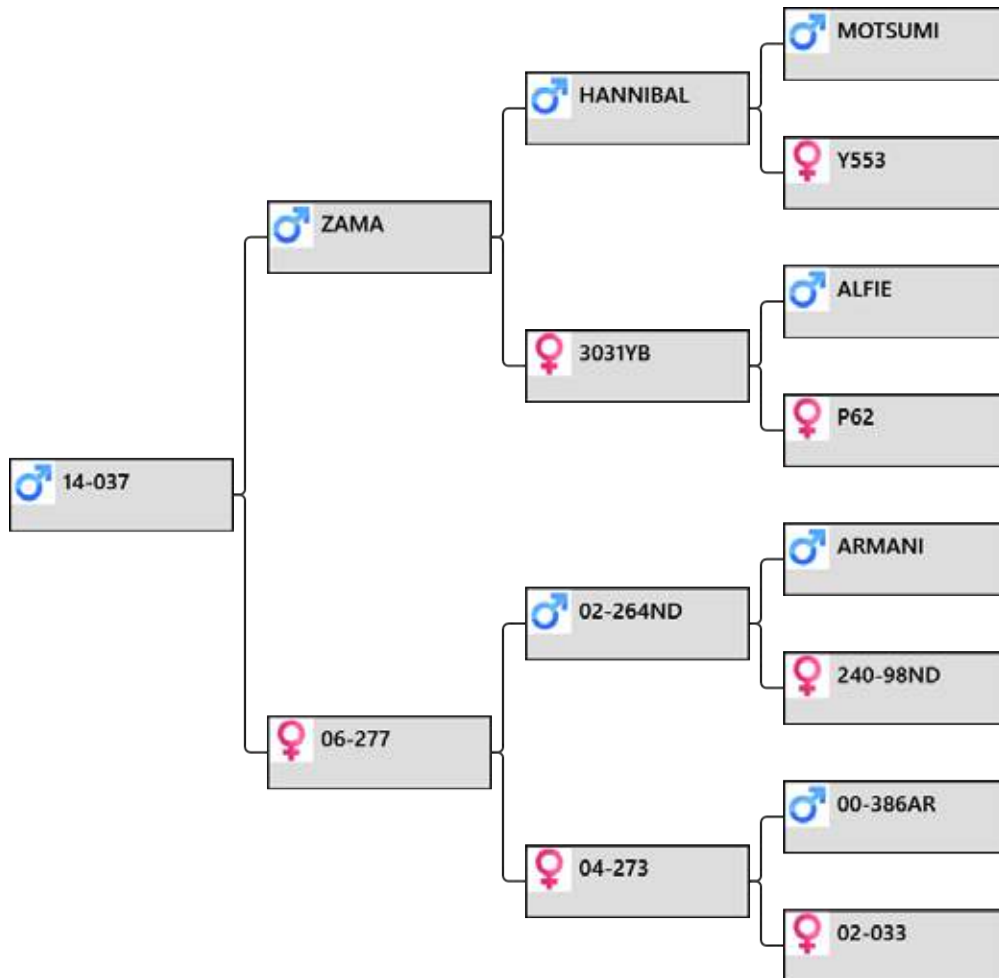 MOTSUMI
HANNIBAL
Y553
ZAMA
ALFIE
3031YB
P62
14-037
ARMANI
02-264ND
240-98ND
06-277
00-386AR
04-273
02-033